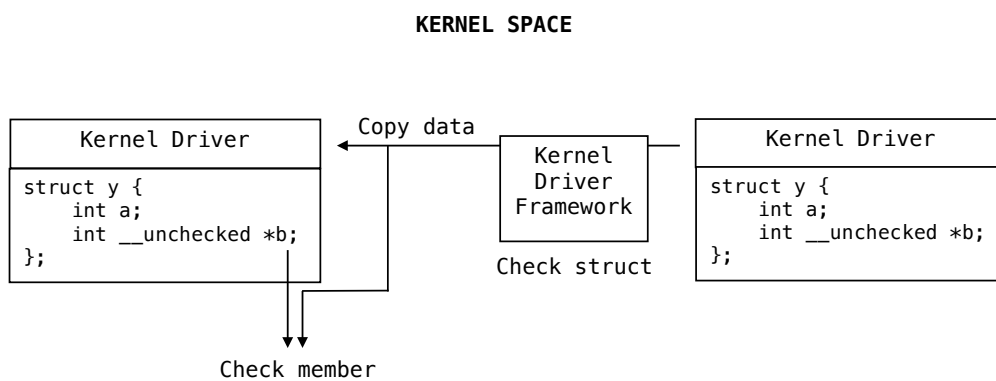 KERNEL SPACE
Kernel Driver
struct y {
int a;
int __unchecked *b;
};
Copy data
Kernel
Driver
Framework
Check struct
Kernel Driver
struct y {
int a;
int __unchecked *b;
};
Check member